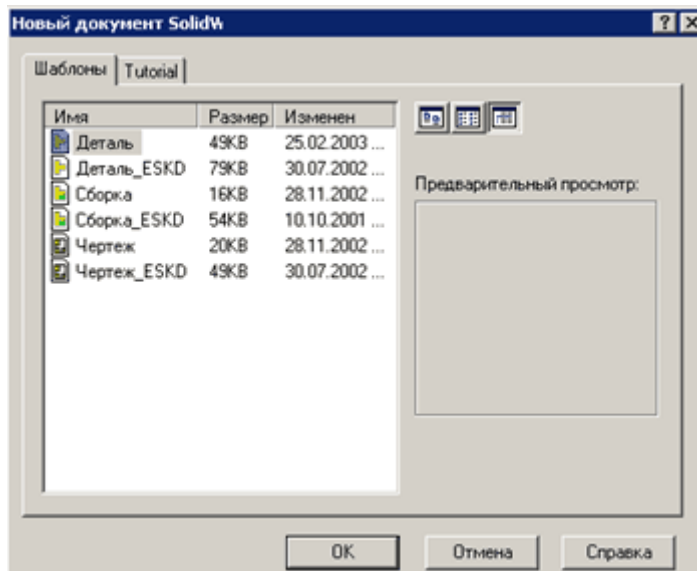 Новый документ SolidW
Шаблоны Tutorial
Имя Размер Изменен
Деталь 49KB 25.02.2003 ...
Деталь_ESKD 79KB 30.07.2002 ...
Сборка 16KB 28.11.2002 ...
Сборка_ESKD 54KB 10.10.2001 ...
Чертеж 20KB 28.11.2002 ...
Чертеж_ESKD 49KB 30.07.2002 ...
Предварительный просмотр:
OK Отмена Справка